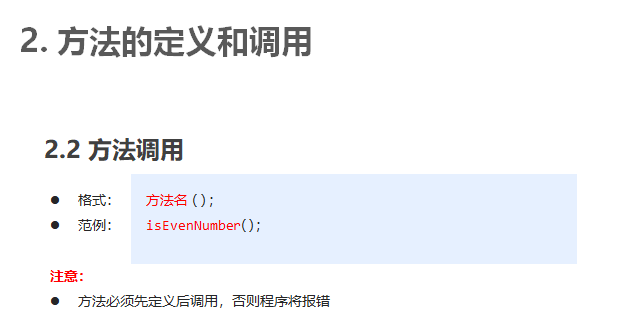 2. 方法的定义和调用
2.2 方法调用
● 格式： 方法名 ( );
● 范例： isEvenNumber();
注意：
● 方法必须先定义后调用，否则程序将报错